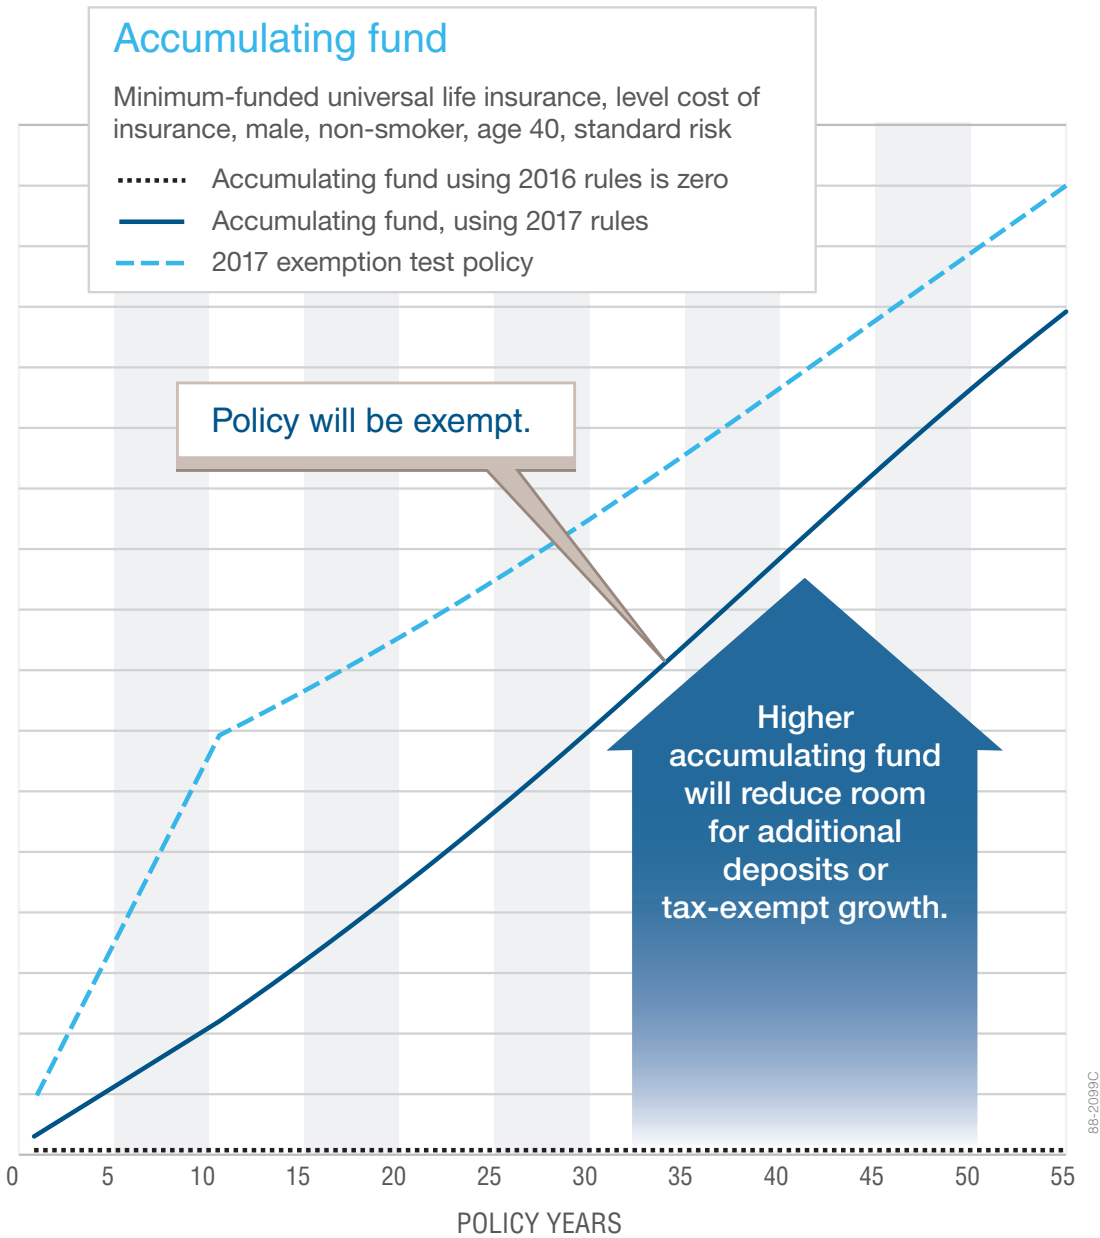 Accumulating fund
Minimum-funded universal life insurance, level cost of
insurance, male, non-smoker, age 40, standard risk
Accumulating fund using 2016 rules is zero
Accumulating fund, using 2017 rules
2017 exemption test policy
Policy will be exempt.
Higher
accumulating fund
will reduce room
for additional
deposits or
tax-exempt growth.
88-2099C
0 5 10 15 20 25 30 35 40 45 50 55
POLICY YEARS